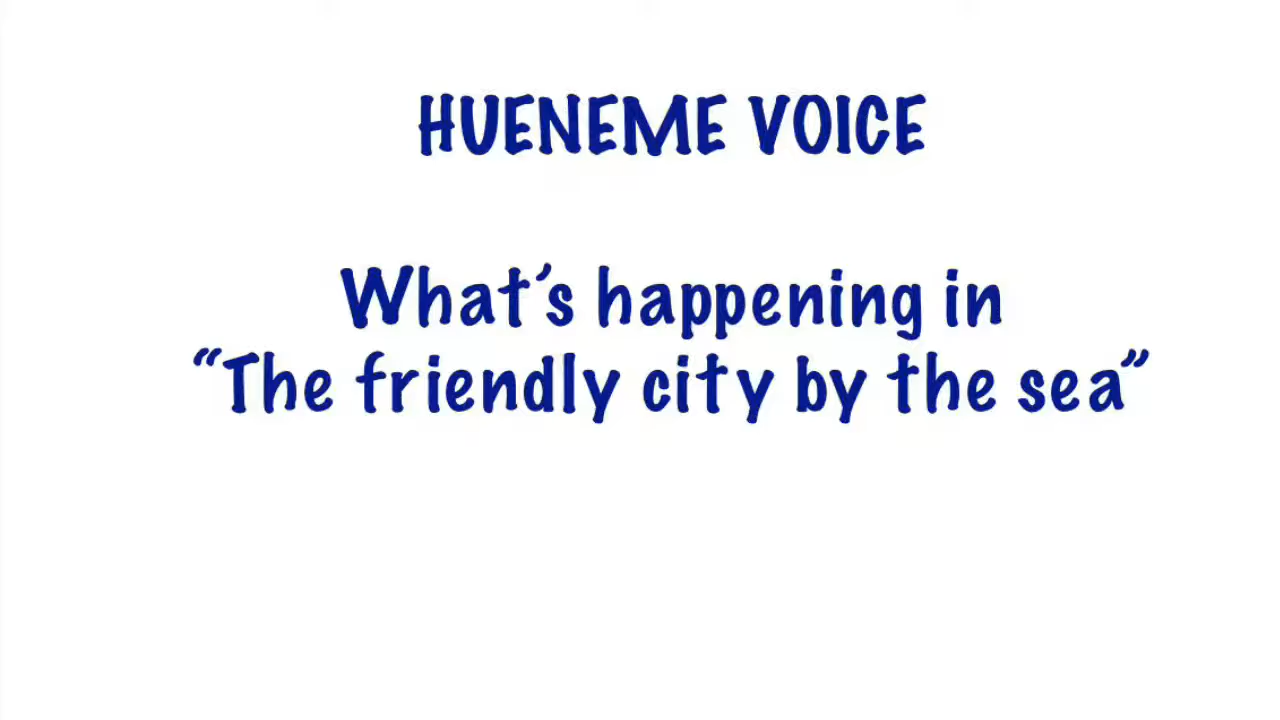 HUENEME VOICE
What’s happening in
“The friendly city by the sea”